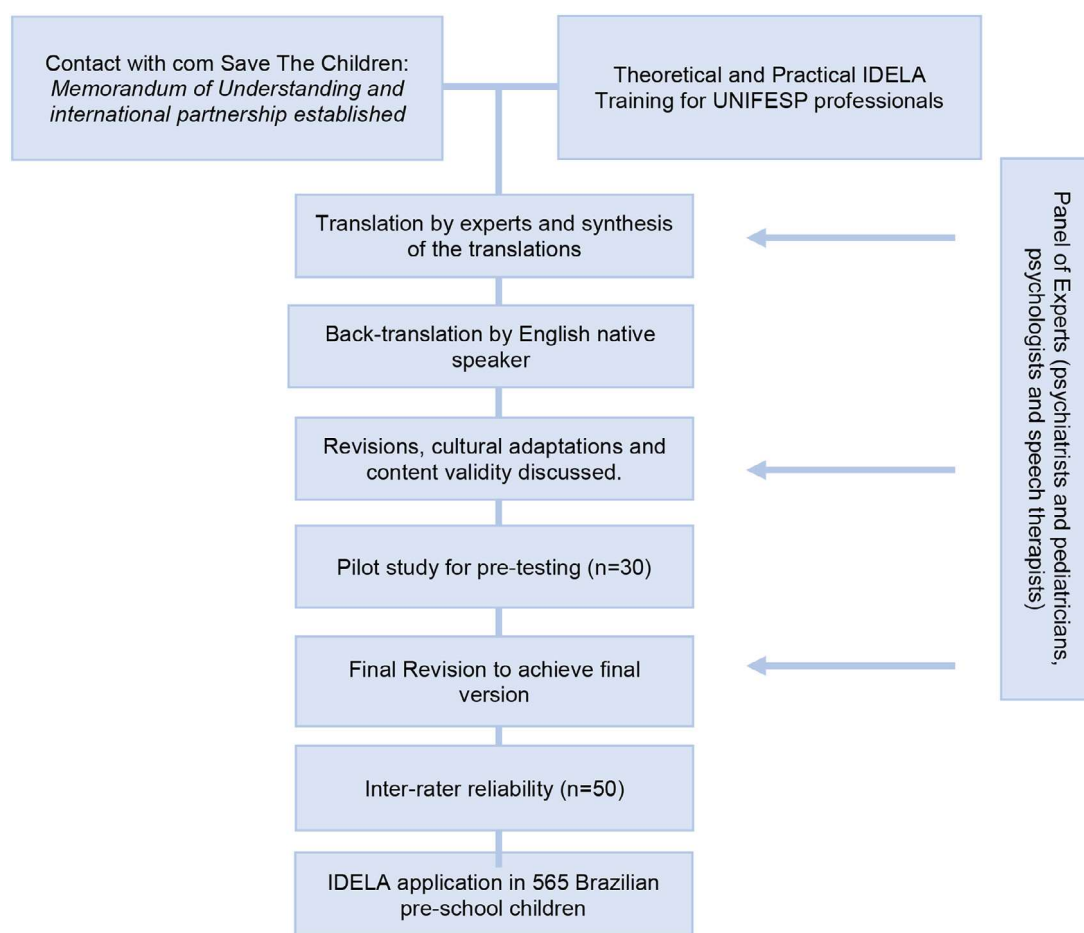 Contact with com Save The Children:
Memorandum of Understanding and
international partnership established
Theoretical and Practical IDELA
Training for UNIFESP professionals
Translation by experts and synthesis
of the translations
Back-translation by English native
speaker
Revisions, cultural adaptations and
content validity discussed.
Pilot study for pre-testing (n=30)
Final Revision to achieve final
version
Inter-rater reliability (n=50)
IDELA application in 565 Brazilian
pre-school children
Panel of Experts (psychiatrists and pediatricians,
psychologists and speech therapists)